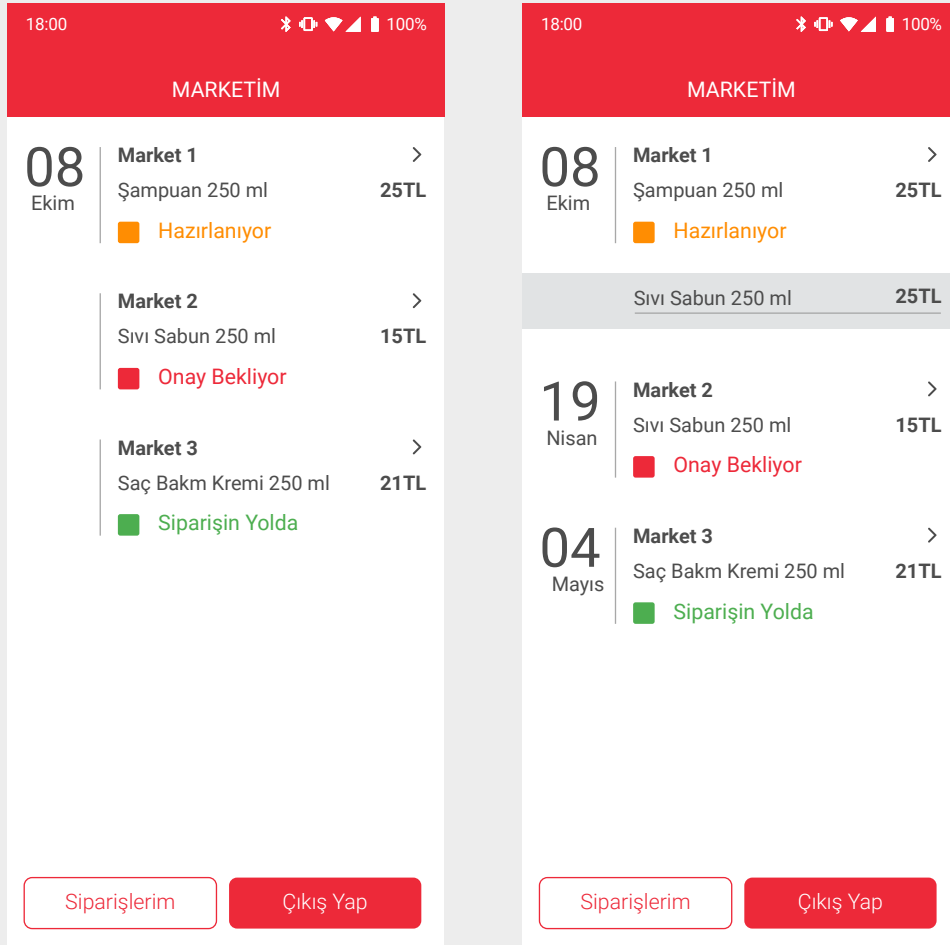 18:00 100%
MARKETİM
08
Ekim
Market 1
Şampuan 250 ml 25TL
Hazırlanıyor
Market 2
Sıvı Sabun 250 ml 15TL
Onay Bekliyor
Market 3
Saç Bakm Kremi 250 ml 21TL
Siparişin Yolda
Siparişlerim Çıkış Yap
18:00 100%
MARKETİM
08
Ekim
Market 1
Şampuan 250 ml 25TL
Hazırlanıyor
Sıvı Sabun 250 ml 25TL
19
Nisan
Market 2
Sıvı Sabun 250 ml 15TL
Onay Bekliyor
04
Mayıs
Market 3
Saç Bakm Kremi 250 ml 21TL
Siparişin Yolda
Siparişlerim Çıkış Yap